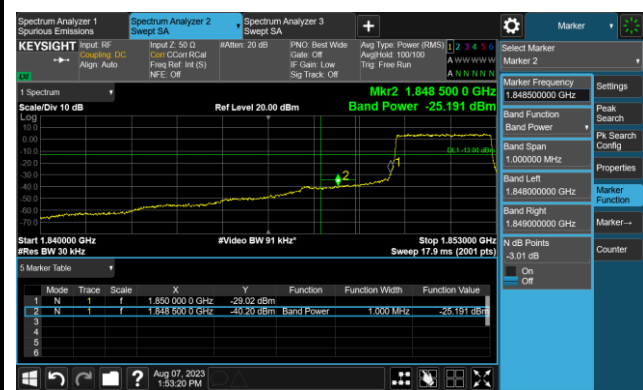 Spectrum Analyzer 1
Spurious Emissions
Spectrum Analyzer 2
Swept SA
Spectrum Analyzer 3
Swept SA
+
Marker
KEYSIGHT
Input: RF
Coupling: DC
Align: Auto
Input Z: 50 Ω
Corr CCorr RCal
Freq Ref: Int (S)
NFE: Off
#Atten: 20 dB
PNO: Best Wide
Gate: Off
IF Gain: Low
Sig Track: Off
Avg Type: Power (RMS)
Avg|Hold: 100/100
Trig: Free Run
1 2 3 4 5 6
A W W W W W
A N N N N N
Select Marker
Marker 2
LXI
1 Spectrum
Scale/Div 10 dB
Ref Level 20.00 dBm
Mkr2 1.848 500 0 GHz
Band Power -25.191 dBm
Log
10.0
0.00
-10.0
-20.0
-30.0
-40.0
-50.0
-60.0
-70.0
DL1 -13.00 dBm
1
2
Start 1.840000 GHz
#Res BW 30 kHz
#Video BW 91 kHz*
Stop 1.853000 GHz
Sweep 17.9 ms (2001 pts)
Marker Frequency
1.848500000 GHz
Band Function
Band Power
Band Span
1.000000 MHz
Band Left
1.848000000 GHz
Band Right
1.849000000 GHz
N dB Points
-3.01 dB
On
Off
Settings
Peak
Search
Pk Search
Config
Properties
Marker
Function
Marker→
Counter
5 Marker Table
Mode Trace Scale X Y Function Function Width Function Value
1 N 1 f 1.850 000 0 GHz -29.02 dBm
2 N 1 f 1.848 500 0 GHz -40.20 dBm Band Power 1.000 MHz -25.191 dBm
3
4
5
6
?
Aug 07, 2023
1:53:20 PM